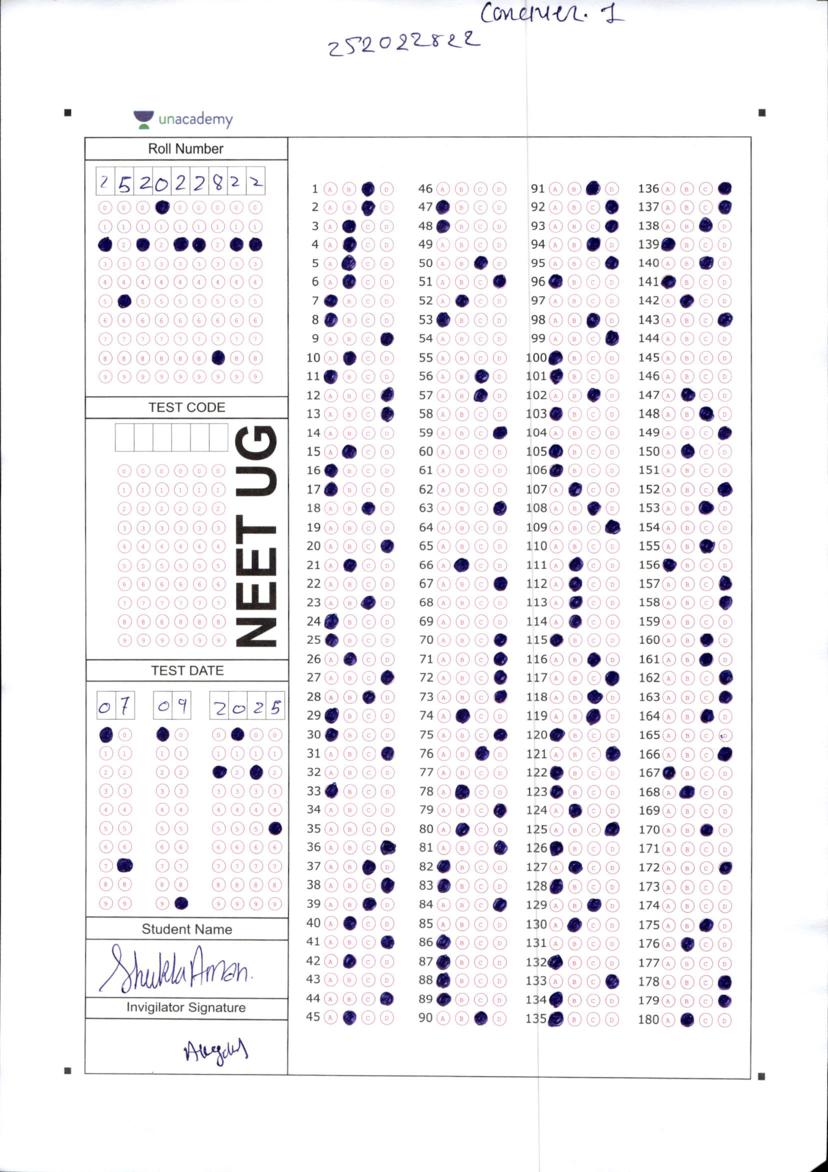 Conquer. 1
252022822
unacademy
Roll Number
2 5 2 0 2 2 8 2 2
TEST CODE
NEET UG
TEST DATE
07 09 2025
Student Name
Shukla Aman.
Invigilator Signature
1 A B D 46 A B C D 91 A B D 136 A B C
2 A B D 47 B C D 92 A B C 137 A B C
3 A C D 48 B C D 93 A B C 138 A B D
4 A C D 49 A B C D 94 A B D 139 B C D
5 A C D 50 A B D 95 A B C 140 A B D
6 A C D 51 A B C 96 B C D 141 B C D
7 B C D 52 A C D 97 A B C D 142 A C D
8 B C D 53 B C D 98 A B D 143 A B C
9 A B C 54 A B C D 99 A B C 144 A B C D
10 A C D 55 A B C D 100 B C D 145 A B C D
11 B C D 56 A B D 101 B C D 146 A B C D
12 A B C 57 A B D 102 A B D 147 A C D
13 A B C 58 A B C D 103 B C D 148 A B D
14 A B C D 59 A B C 104 A B C D 149 A B C
15 A C D 60 A B C D 105 B C D 150 A C D
16 B C D 61 A B C D 106 B C D 151 A B C D
17 B C D 62 A B C D 107 A C D 152 A B C
18 A B D 63 A B C 108 A B D 153 A B D
19 A B C D 64 A B C D 109 A B C 154 A B C D
20 A B C 65 A B C D 110 A B C D 155 A B D
21 A C D 66 A C D 111 A C D 156 B C D
22 A B C D 67 A B C 112 A C D 157 A B C
23 A B D 68 A B C D 113 A C D 158 A B C
24 B C D 69 A B C D 114 A C D 159 A B C D
25 B C D 70 A B C 115 B C D 160 A B D
26 A C D 71 A B C 116 A B D 161 A B D
27 A B C 72 A B C 117 A B C 162 A B C
28 A B D 73 A B C 118 A B D 163 A B C
29 B C D 74 A C D 119 A B D 164 A B D
30 B C D 75 A B C 120 B C D 165 A B C
31 A B C 76 A B D 121 A B C 166 A B C
32 A B C D 77 A B C D 122 B C D 167 B C D
33 B C D 78 A C D 123 B C D 168 A C D
34 A B C D 79 A B C 124 A C D 169 A B C D
35 A B C D 80 A C D 125 A B C 170 A B D
36 A B C 81 A B C 126 B C D 171 A B C D
37 A B D 82 B C D 127 A C D 172 A B C
38 A B C 83 B C D 128 B C D 173 A B C D
39 A B D 84 A B C 129 A B D 174 A B C D
40 A C D 85 A B C D 130 A C D 175 A B D
41 A B C 86 B C D 131 A B C D 176 A C D
42 A C D 87 B C D 132 B C D 177 A B C D
43 A B C D 88 B C D 133 A B C 178 A B C
44 A B C 89 B C D 134 B C D 179 A B C
45 A C D 90 A B D 135 B C D 180 A C D